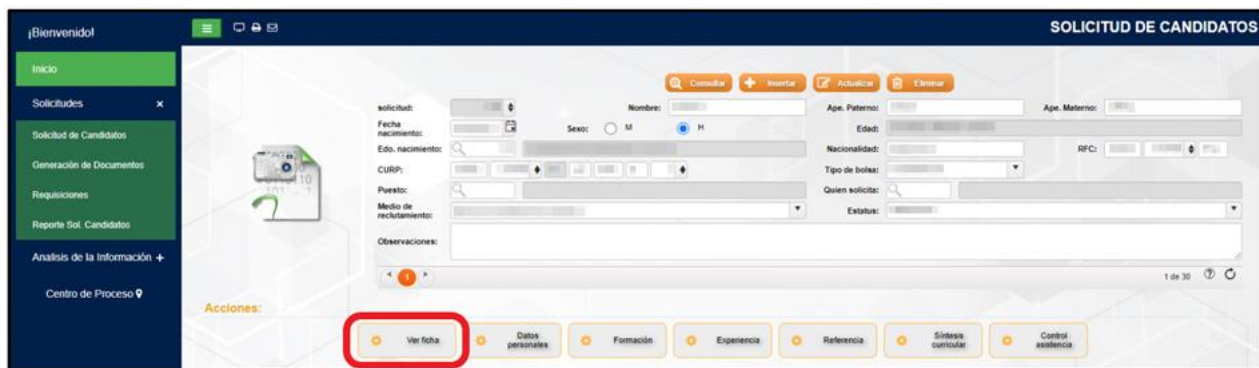 ¡Bienvenido!
SOLICITUD DE CANDIDATOS
Inicio
Solicitudes ×
Solicitud de Candidatos
Generación de Documentos
Requisiciones
Reporte Sol. Candidatos
Analisis de la Información +
Centro de Proceso
Consultar Insertar Actualizar Eliminar
solicitud: Nombre: Ape. Paterno: Ape. Materno:
Fecha nacimiento: Sexo: M H Edad:
Edo. nacimiento: Nacionalidad: RFC:
CURP: Tipo de bolsa:
Puesto: Quien solicita:
Medio de reclutamiento: Estatus:
Observaciones:
1 1 de 30
Acciones:
Ver ficha Datos personales Formación Experiencia Referencia Síntesis curricular Control asistencia